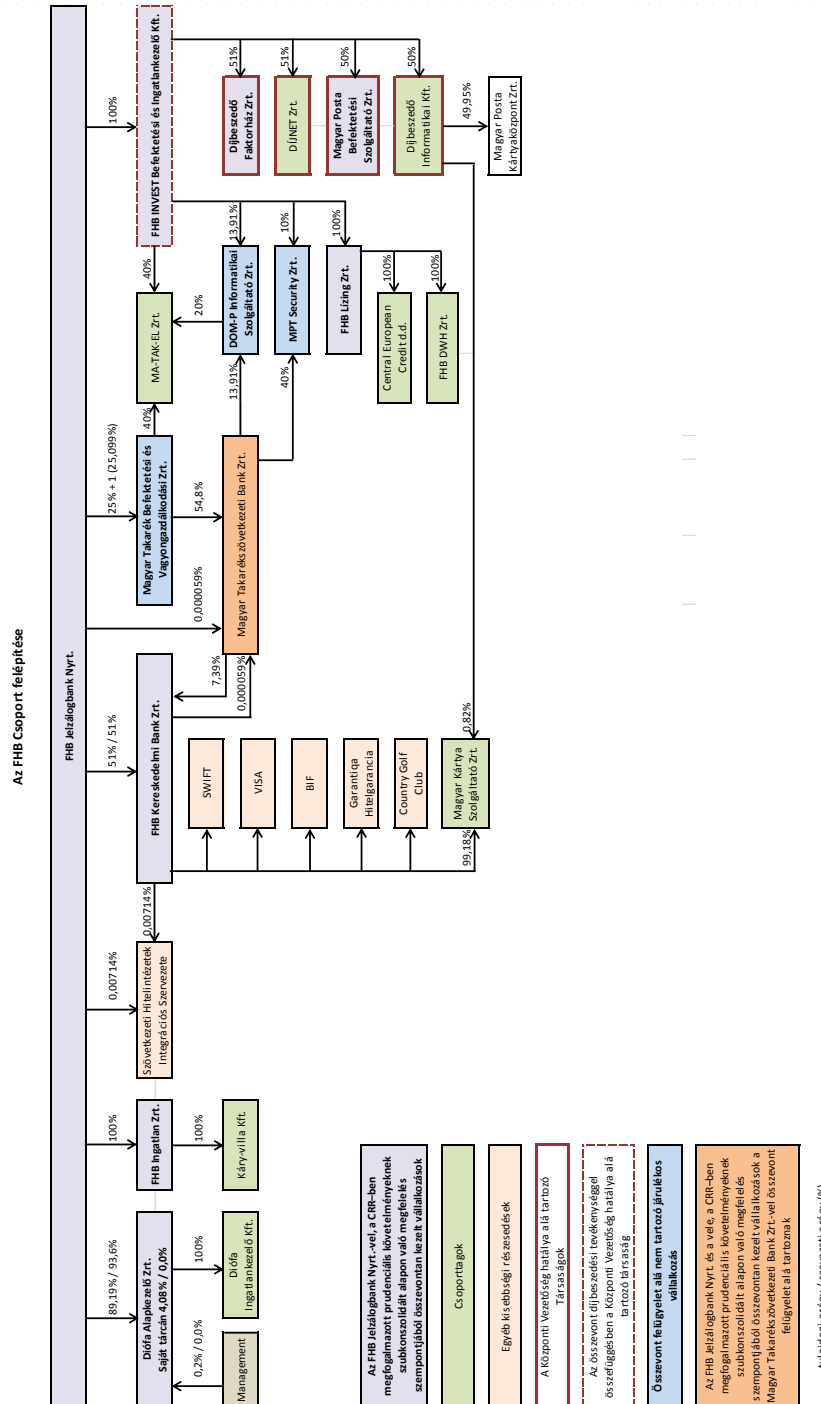 Az FHB Csoport felépítése
FHB Jelzálogbank Nyrt.
89,19% / 93,6%
100%
0,00714%
51% / 51%
0,000059%
25% + 1 (25,099%)
100%
Diófa Alapkezelő Zrt.
Saját tárcán 4,08% / 0,0%
FHB Ingatlan Zrt.
Szövetkezeti Hitelintézetek
Integrációs Szervezete
0,00714%
FHB Kereskedelmi Bank Zrt.
Magyar Takarék Befektetési és
Vagyongazdálkodási Zrt.
40%
MA-TAK-EL Zrt.
40%
FHB INVEST Befektetési és Ingatlankezelő Kft.
0,2% / 0,0%
100%
100%
7,39%
0,000059%
54,8%
20%
13,91%
10%
100%
51%
51%
50%
50%
Management
Diófa
Ingatlankezelő Kft.
Káry-villa Kft.
SWIFT
VISA
BIF
Garantiqa
Hitelgarancia
Country Golf
Club
99,18%
Magyar Kártya
Szolgáltató Zrt.
0,82%
Magyar Takarékszövetkezeti Bank Zrt.
13,91%
40%
DOM-P Informatikai
Szolgáltató Zrt.
MPT Security Zrt.
FHB Lízing Zrt.
100%
100%
Central European
Credit d.d.
FHB DWH Zrt.
Díjbeszedő
Faktorház Zrt.
DÍJNET Zrt.
Magyar Posta
Befektetési
Szolgáltató Zrt.
Díjbeszedő
Informatikai Kft.
49,95%
Magyar Posta
Kártyaközpont Zrt.
Az FHB Jelzálogbank Nyrt.-vel, a CRR–ben
megfogalmazott prudenciális követelményeknek
szubkonszolidált alapon való megfelelés
szempontjából összevontan kezelt vállalkozások
Csoporttagok
Egyéb kisebbségi részesedések
A Központi Vezetőség hatálya alá tartozó
Társaságok
Az összevont díjbeszedési tevékenységgel
összefüggésben a Központi Vezetőség hatálya alá
tartozó társaság
Összevont felügyelet alá nem tartozó járulékos
vállalkozás
Az FHB Jelzálogbank Nyrt. és a vele, a CRR–ben
megfogalmazott prudenciális követelményeknek
szubkonszolidált alapon való megfelelés
szempontjából összevontan kezelt vállalkozások a
Magyar Takarékszövetkezeti Bank Zrt.-vel összevont
felügyelet alá tartoznak